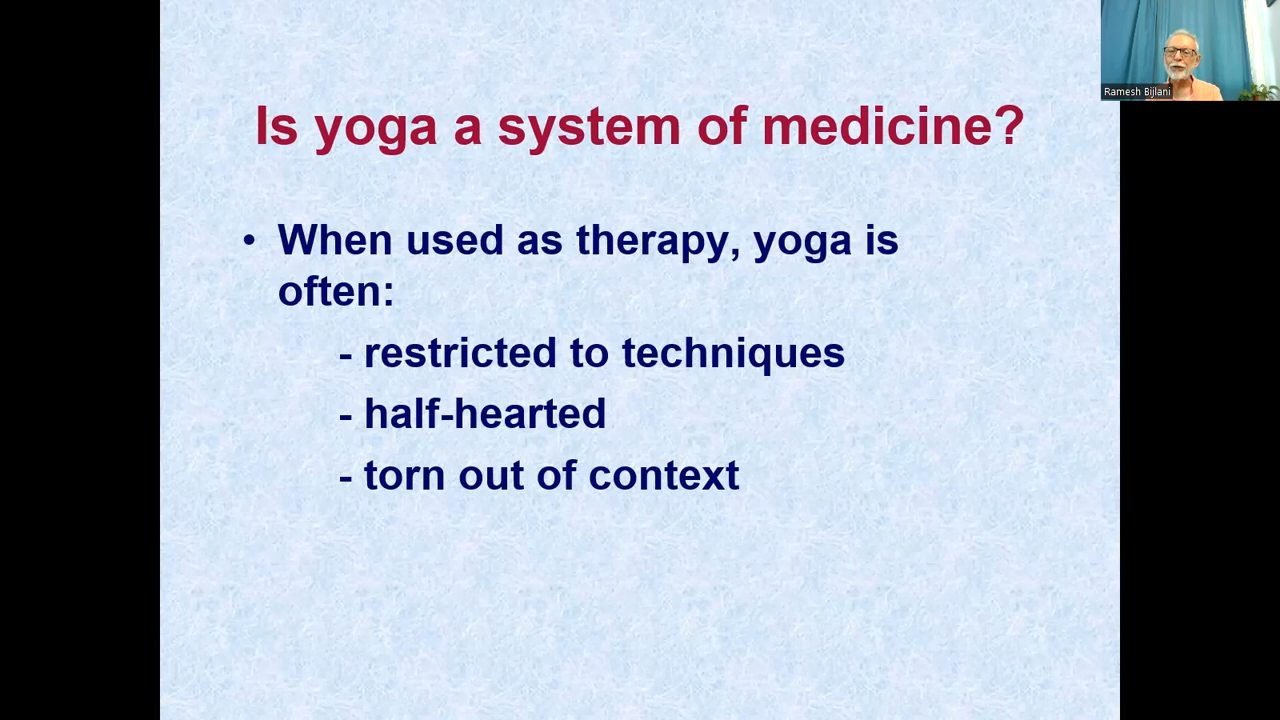 Ramesh Bijlani
Is yoga a system of medicine?
• When used as therapy, yoga is
often:
- restricted to techniques
- half-hearted
- torn out of context